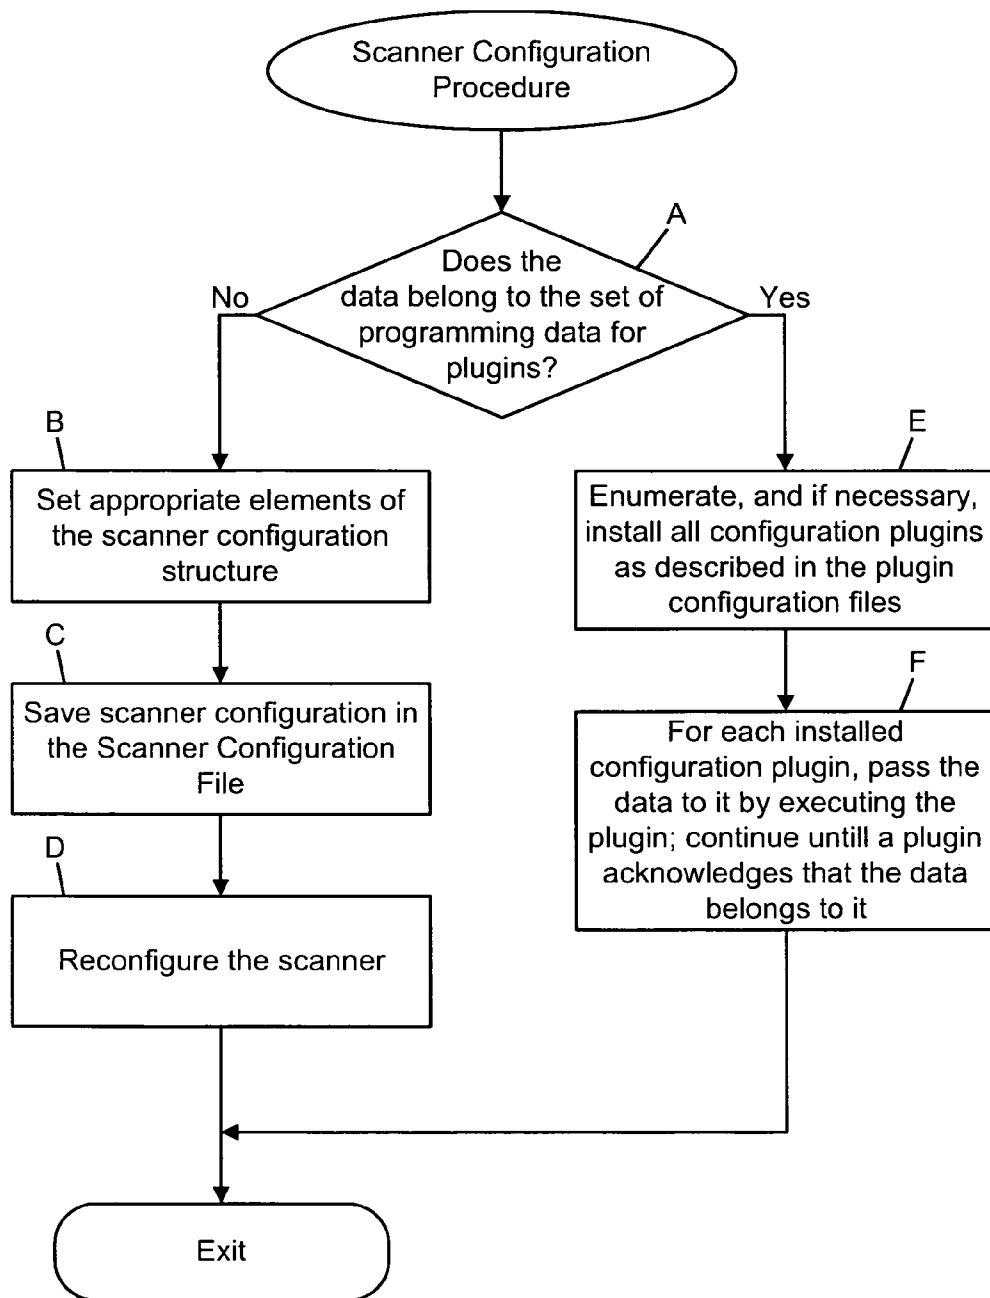 Scanner Configuration
Procedure
A
Does the
data belong to the set of
programming data for
plugins?
No
Yes
B
Set appropriate elements of
the scanner configuration
structure
C
Save scanner configuration in
the Scanner Configuration
File
D
Reconfigure the scanner
E
Enumerate, and if necessary,
install all configuration plugins
as described in the plugin
configuration files
F
For each installed
configuration plugin, pass the
data to it by executing the
plugin; continue untill a plugin
acknowledges that the data
belongs to it
Exit